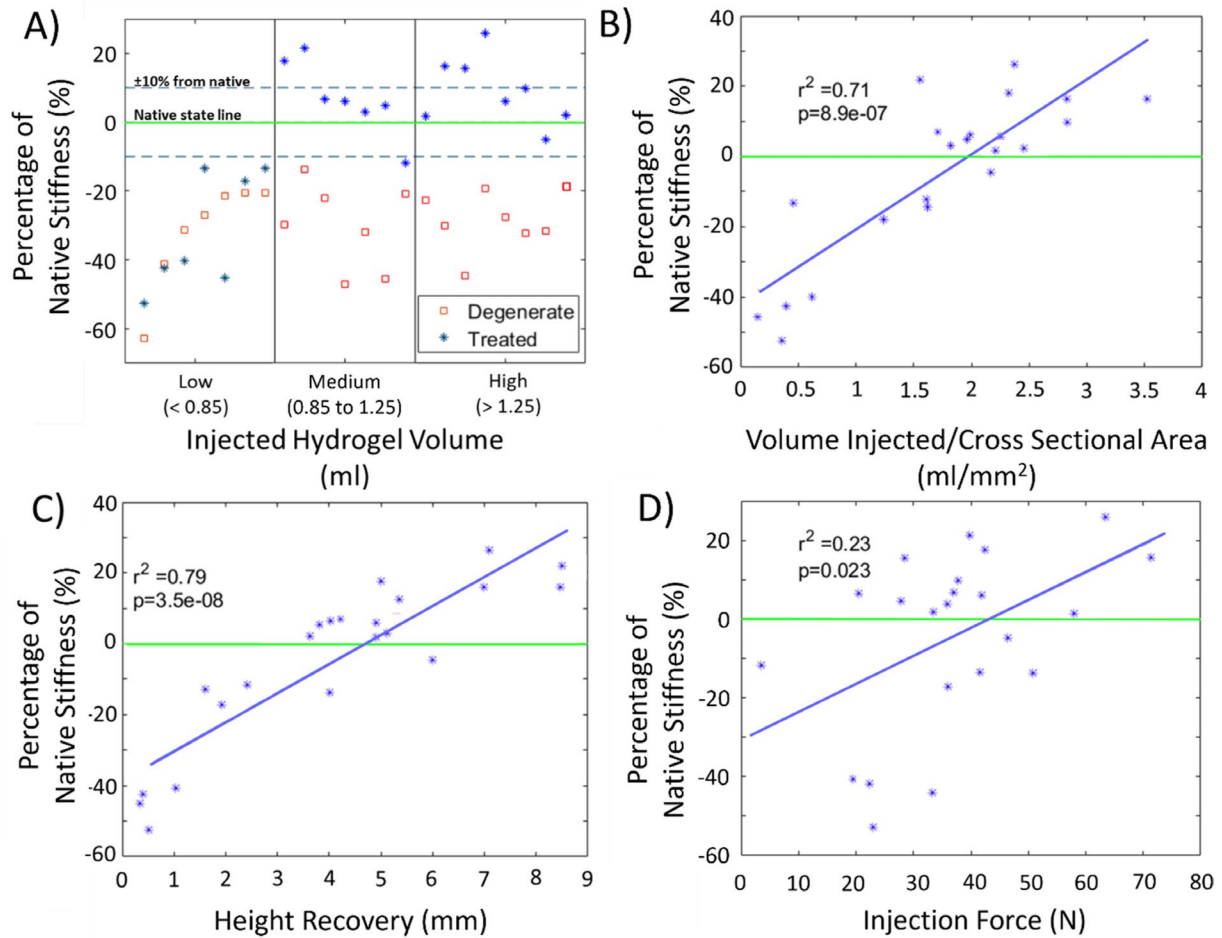 A)
Percentage of
Native Stiffness (%)
20
0
-20
-40
-60
±10% from native
Native state line
Degenerate
Treated
Low
(< 0.85)
Medium
(0.85 to 1.25)
High
(> 1.25)
Injected Hydrogel Volume
(ml)
B)
Percentage of
Native Stiffness (%)
40
20
0
-20
-40
-60
r² =0.71
p=8.9e-07
0 0.5 1 1.5 2 2.5 3 3.5 4
Volume Injected/Cross Sectional Area
(ml/mm²)
C)
Percentage of
Native Stiffness (%)
40
20
0
-20
-40
-60
r² =0.79
p=3.5e-08
0 1 2 3 4 5 6 7 8 9
Height Recovery (mm)
D)
Percentage of
Native Stiffness (%)
20
0
-20
-40
-60
r² =0.23
p=0.023
0 10 20 30 40 50 60 70 80
Injection Force (N)